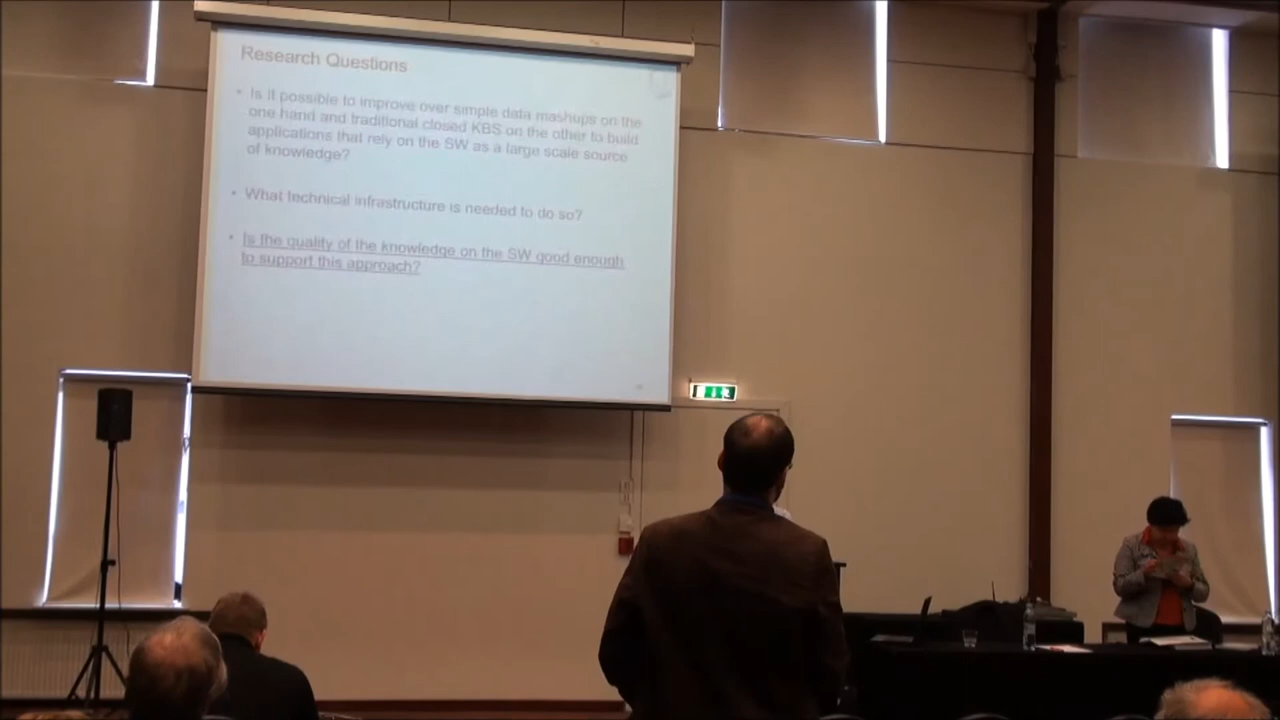 Research Questions
• Is it possible to improve over simple data mashups on the
one hand and traditional closed KBS on the other to build
applications that rely on the SW as a large scale source
of knowledge?
• What technical infrastructure is needed to do so?
• Is the quality of the knowledge on the SW good enough
to support this approach?